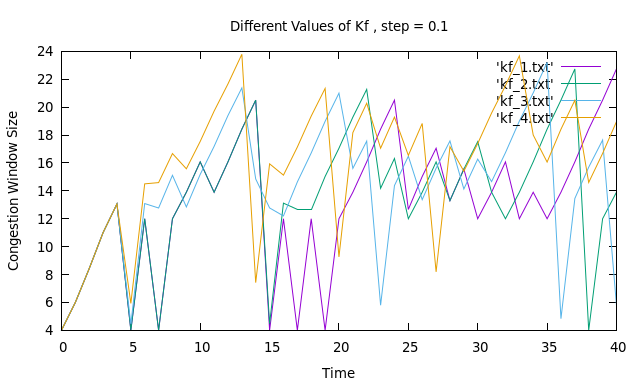 Different Values of Kf , step = 0.1
Congestion Window Size
24
22
20
18
16
14
12
10
8
6
4
'kf_1.txt'
'kf_2.txt'
'kf_3.txt'
'kf_4.txt'
0 5 10 15 20 25 30 35 40
Time